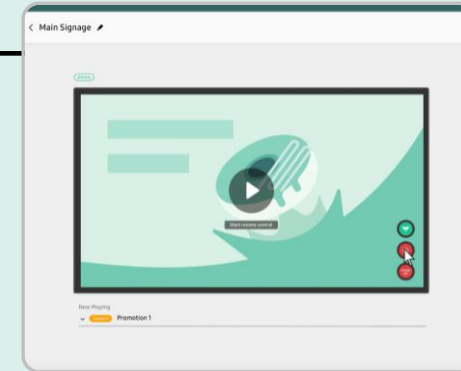 Main Signage
Start remote control
Now Playing
Promotion 1